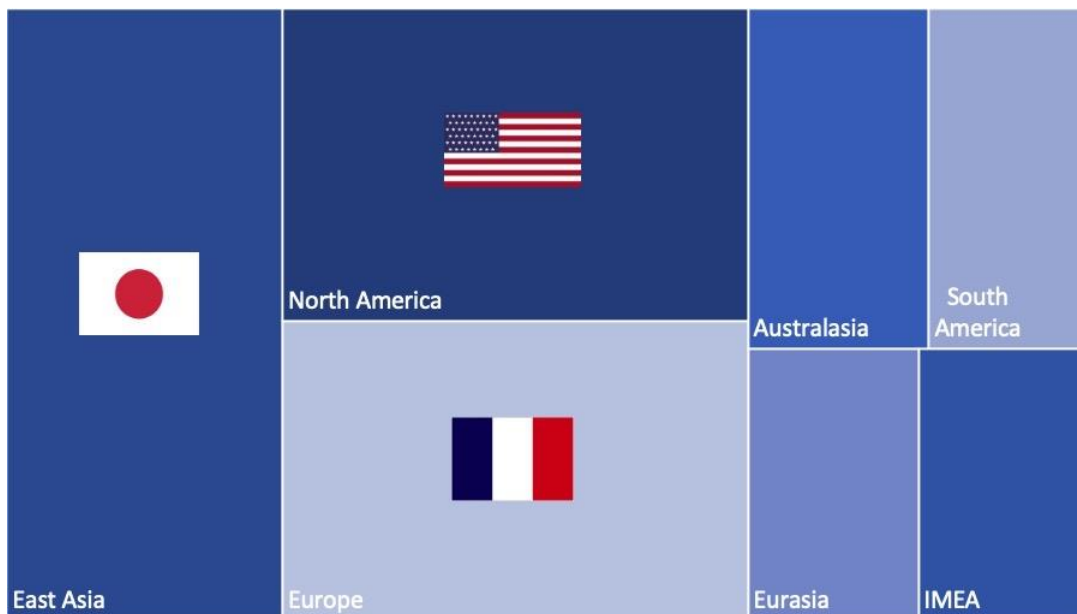 North America
South
America
Australasia
East Asia
Europe
Eurasia
IMEA